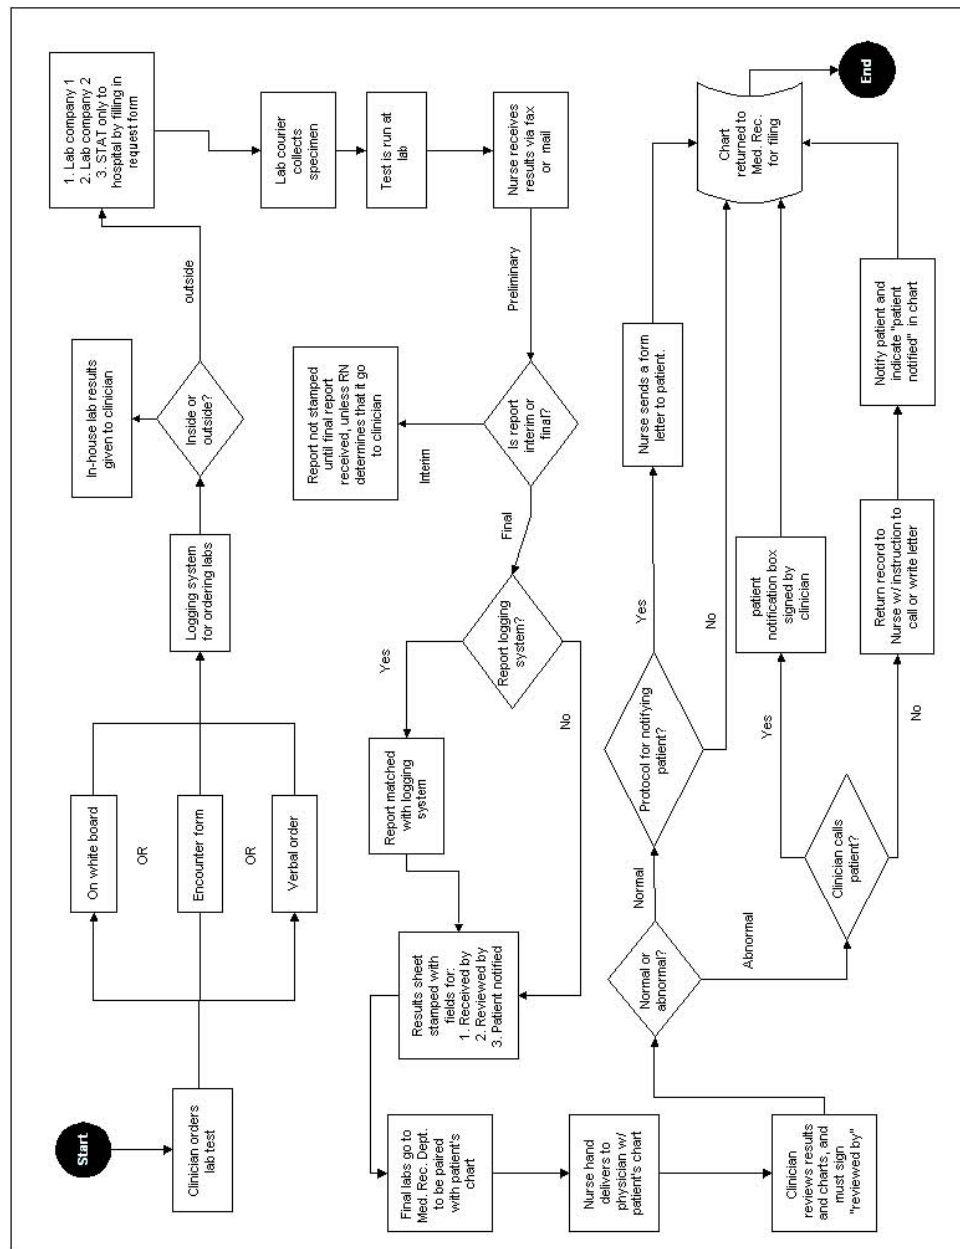 Start
Clinician orders
lab test
On white board
OR
Encounter form
OR
Verbal order
Logging system
for ordering labs
Inside or
outside?
In-house lab results
given to clinician
outside
1. Lab company 1
2. Lab company 2
3. STAT only to
hospital by filling in
request form
Lab courier
collects
specimen
Test is run at
lab
Nurse receives
results via fax
or mail
Preliminary
Is report
interim or
final?
Interim
Report not stamped
until final report
received, unless RN
determines that it go
to clinician
Final
Report logging
system?
Yes
No
Report matched
with logging
system
Results sheet
stamped with
fields for:
1. Received by
2. Reviewed by
3. Patient notified
Final labs go to
Med. Rec. Dept.
to be paired
with patient's
chart
Nurse hand
delivers to
physician w/
patient's chart
Clinician
reviews results
and charts, and
must sign
"reviewed by"
Normal or
abnormal?
Normal
Abnormal
Protocol for notifying
patient?
Yes
No
Nurse sends a form
letter to patient.
Clinician calls
patient?
Yes
No
patient
notification box
signed by
clinician
Return record to
Nurse w/ instruction to
call or write letter
Notify patient and
indicate "patient
notified" in chart
Chart
returned to
Med. Rec.
for filing
End